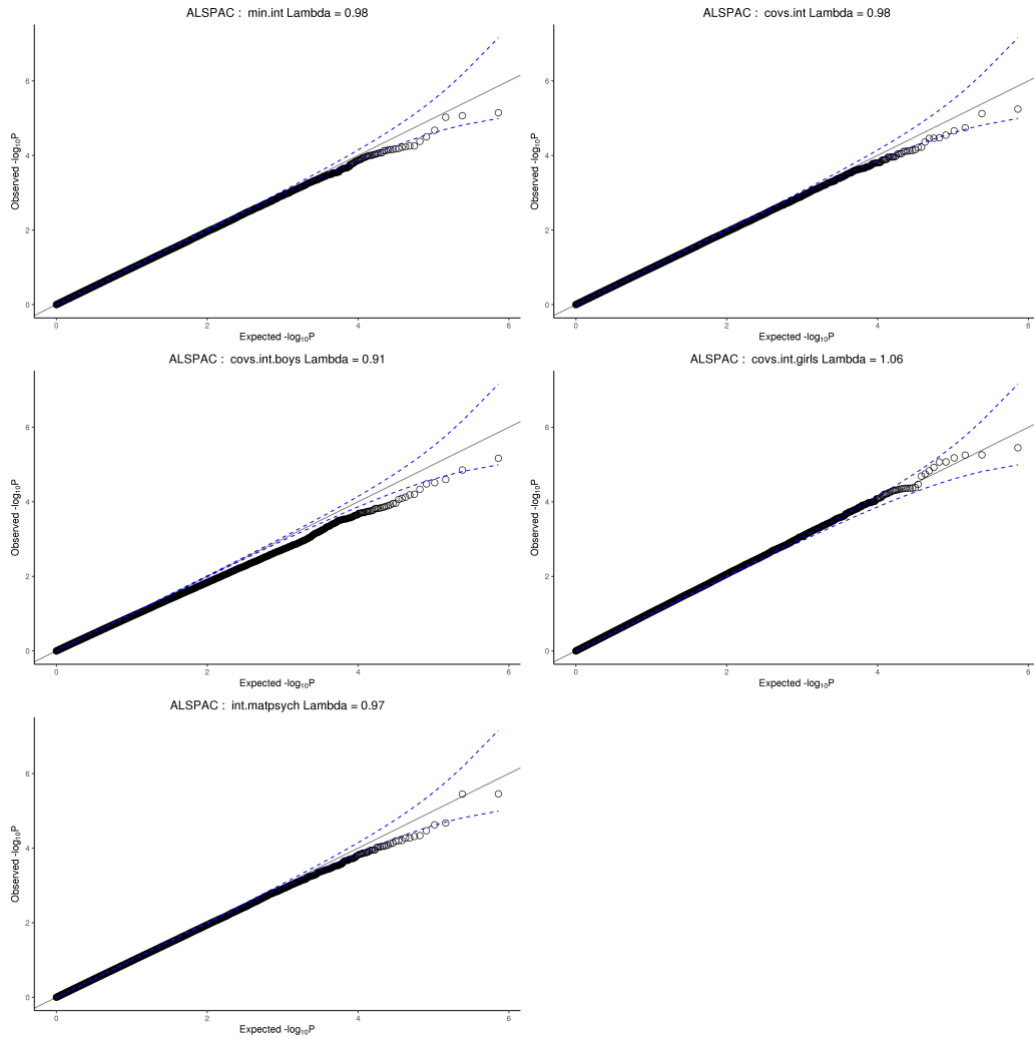 ALSPAC : min.int Lambda = 0.98
Observed -log₁₀P
6
4
2
0
0
2
4
6
Expected -log₁₀P
ALSPAC : covs.int Lambda = 0.98
Observed -log₁₀P
6
4
2
0
0
2
4
6
Expected -log₁₀P
ALSPAC : covs.int.boys Lambda = 0.91
Observed -log₁₀P
6
4
2
0
0
2
4
6
Expected -log₁₀P
ALSPAC : covs.int.girls Lambda = 1.06
Observed -log₁₀P
6
4
2
0
0
2
4
6
Expected -log₁₀P
ALSPAC : int.matpsych Lambda = 0.97
Observed -log₁₀P
6
4
2
0
0
2
4
6
Expected -log₁₀P